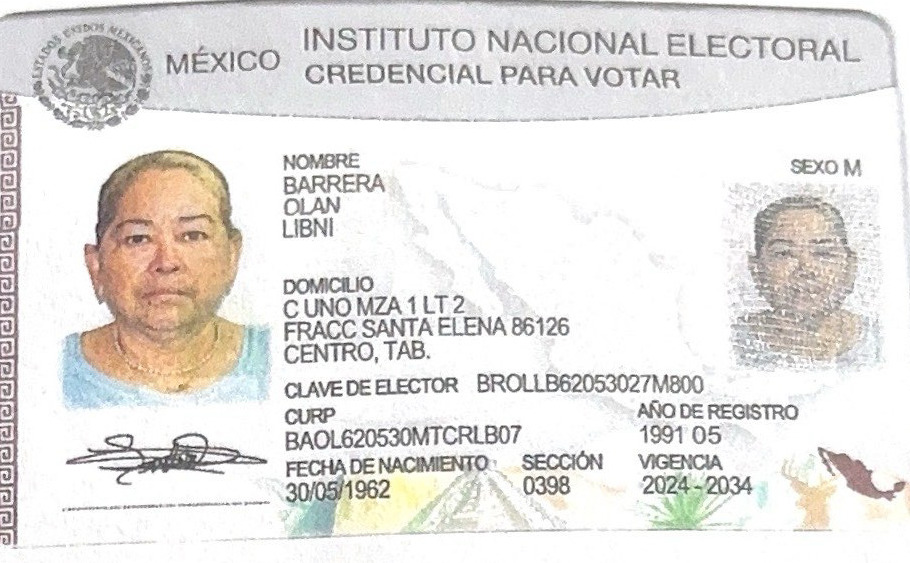 ESTADOS UNIDOS MEXICANOS
MÉXICO
INSTITUTO NACIONAL ELECTORAL
CREDENCIAL PARA VOTAR
NOMBRE
BARRERA
OLAN
LIBNI
SEXO M
DOMICILIO
C UNO MZA 1 LT 2
FRACC SANTA ELENA 86126
CENTRO, TAB.
CLAVE DE ELECTOR BROLLB62053027M800
CURP
BAOL620530MTCRLB07
AÑO DE REGISTRO
1991 05
FECHA DE NACIMIENTO
30/05/1962
SECCIÓN
0398
VIGENCIA
2024 - 2034